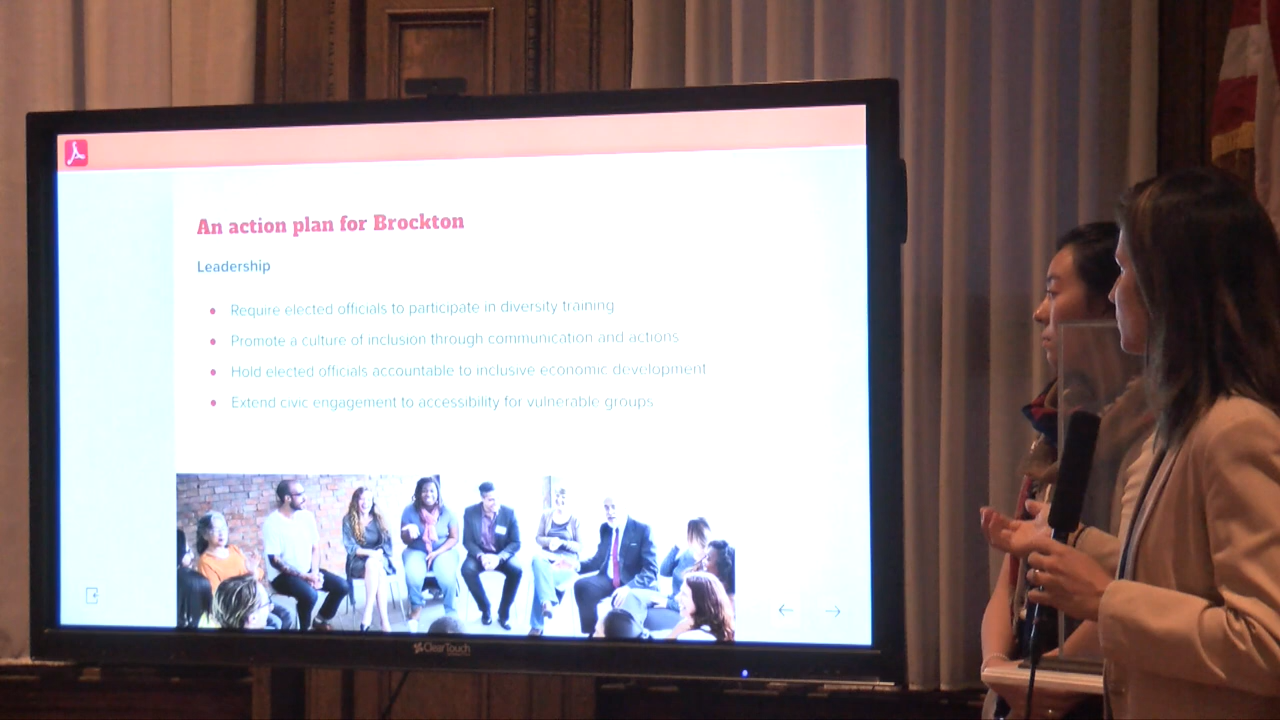 An action plan for Brockton
Leadership
Require elected officials to participate in diversity training
Promote a culture of inclusion through communication and actions
Hold elected officials accountable to inclusive economic development
Extend civic engagement to accessibility for vulnerable groups
ClearTouch